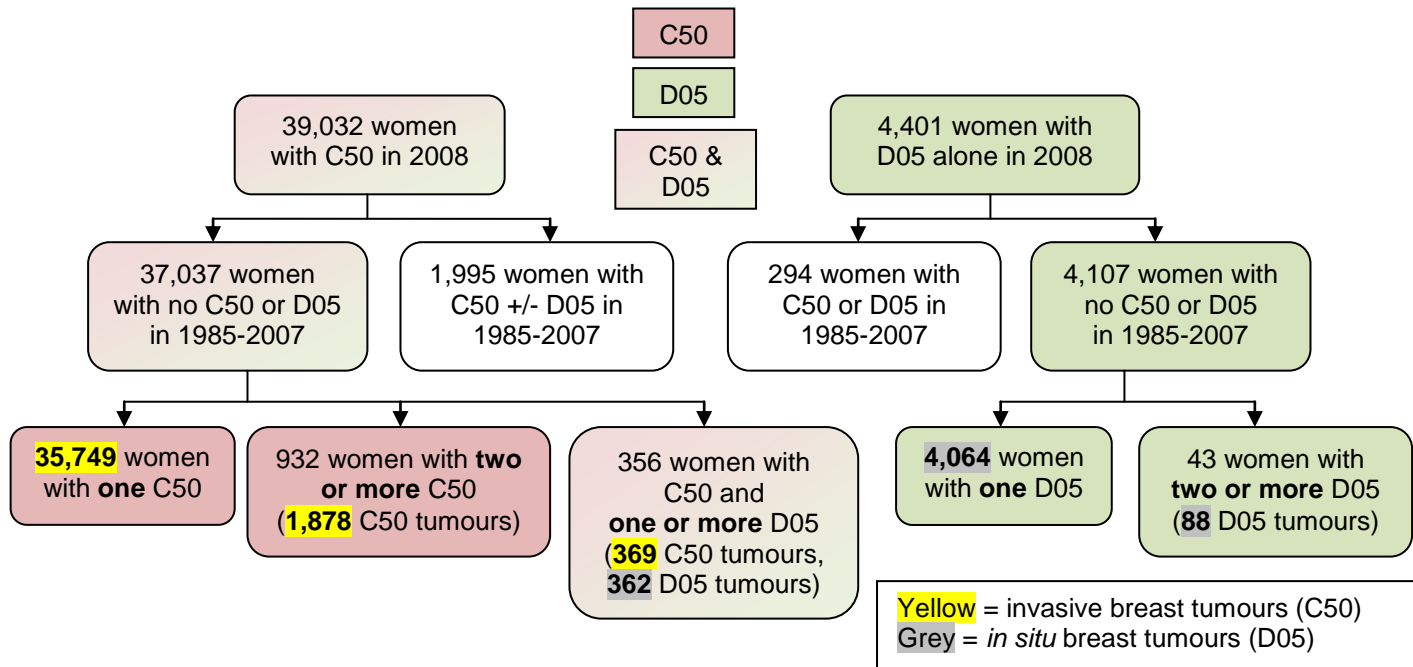 C50
D05
C50 &
D05
39,032 women
with C50 in 2008
4,401 women with
D05 alone in 2008
37,037 women
with no C50 or D05
in 1985-2007
1,995 women with
C50 +/- D05 in
1985-2007
294 women with
C50 or D05 in
1985-2007
4,107 women with
no C50 or D05
in 1985-2007
35,749 women
with one C50
932 women with two
or more C50
(1,878 C50 tumours)
356 women with
C50 and
one or more D05
(369 C50 tumours,
362 D05 tumours)
4,064 women
with one D05
43 women with
two or more D05
(88 D05 tumours)
Yellow = invasive breast tumours (C50)
Grey = in situ breast tumours (D05)